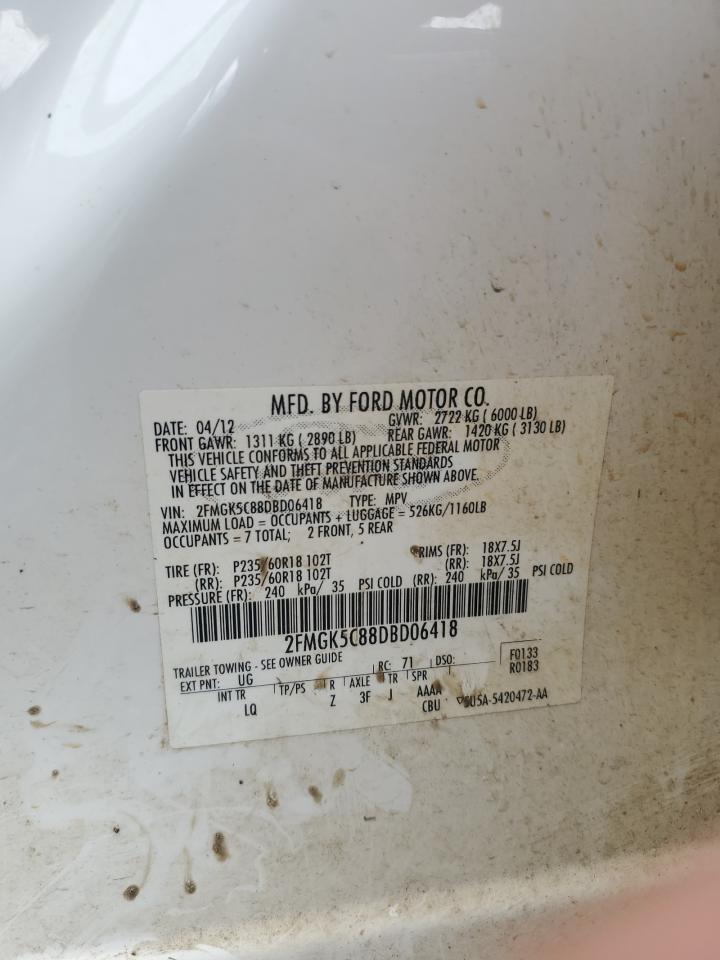 MFD. BY FORD MOTOR CO.
DATE: 04/12 GVWR: 2722 KG ( 6000 LB)
FRONT GAWR: 1311 KG ( 2890 LB) REAR GAWR: 1420 KG ( 3130 LB)
THIS VEHICLE CONFORMS TO ALL APPLICABLE FEDERAL MOTOR
VEHICLE SAFETY AND THEFT PREVENTION STANDARDS
IN EFFECT ON THE DATE OF MANUFACTURE SHOWN ABOVE.
VIN: 2FMGK5C88DBD06418 TYPE: MPV
MAXIMUM LOAD = OCCUPANTS + LUGGAGE = 526KG/1160LB
OCCUPANTS = 7 TOTAL; 2 FRONT, 5 REAR
TIRE (FR): P235/60R18 102T RIMS (FR): 18X7.5J
(RR): P235/60R18 102T (RR): 18X7.5J
PRESSURE (FR): 240 kPa/ 35 PSI COLD (RR): 240 kPa/ 35 PSI COLD
2FMGK5C88DBD06418
TRAILER TOWING - SEE OWNER GUIDE F0133
EXT PNT: UG RC: 71 DSO: R0183
INT TR TP/PS R AXLE TR SPR
LQ Z 3F J AAAA
CBU 5U5A-5420472-AA